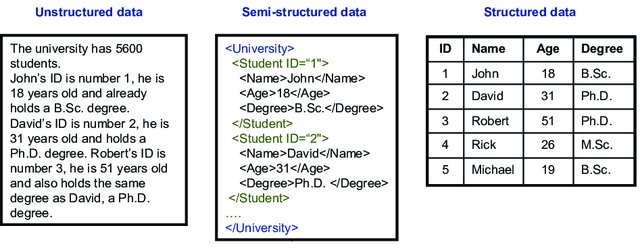 Unstructured data
The university has 5600
students.
John's ID is number 1, he is
18 years old and already
holds a B.Sc. degree.
David's ID is number 2, he is
31 years old and holds a
Ph.D. degree. Robert's ID is
number 3, he is 51 years old
and also holds the same
degree as David, a Ph.D.
degree.
Semi-structured data
<University>
<Student ID="1">
<Name>John</Name>
<Age>18</Age>
<Degree>B.Sc.</Degree>
</Student>
<Student ID="2">
<Name>David</Name>
<Age>31</Age>
<Degree>Ph.D. </Degree>
</Student>
....
</University>
Structured data
ID Name Age Degree
1 John 18 B.Sc.
2 David 31 Ph.D.
3 Robert 51 Ph.D.
4 Rick 26 M.Sc.
5 Michael 19 B.Sc.